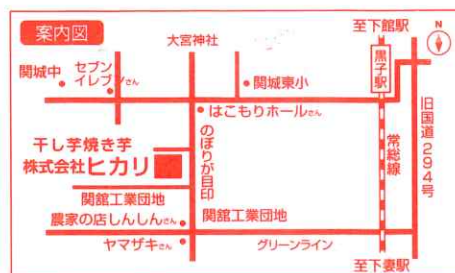 案内図
大宮神社
至下館駅
N
関城中
セブン
イレブンさん
関城東小
黒子駅
はこもりホールさん
干し芋焼き芋
株式会社ヒカリ
のぼりが目印
常総線
旧国道294号
関館工業団地
農家の店しんしんさん
関館工業団地
ヤマザキさん
グリーンライン
至下妻駅